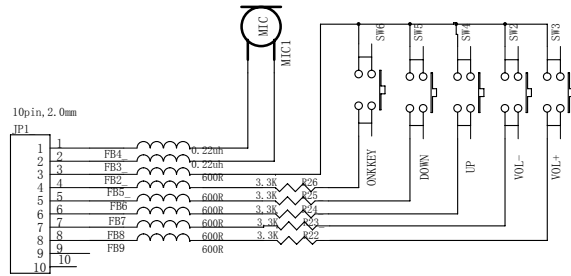 MIC
MIC1
SW6
SW5
SW4
SW2
SW3
10pin,2.0mm
JP1
1
2
3
4
5
6
7
8
9
10
1
2
3
4
5
6
7
8
9
10
FB4
FB3
FB2
FB5
FB6
FB7
FB8
FB9
0.22uh
0.22uh
600R
600R
600R
600R
600R
600R
3.3K
R26
3.3K
R25
3.3K
R24
3.3K
R23
3.3K
R22
ONKKEY
DOWN
UP
VOL-
VOL+